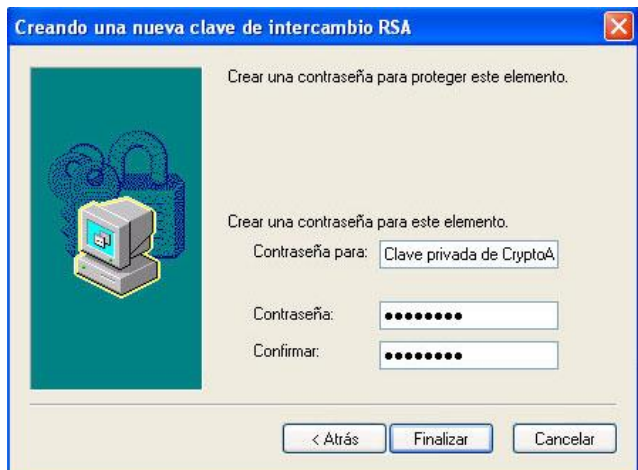 Creando una nueva clave de intercambio RSA
Crear una contraseña para proteger este elemento.
Crear una contraseña para este elemento.
Contraseña para: Clave privada de CryptoA
Contraseña: ●●●●●●●●
Confirmar: ●●●●●●●●
< Atrás Finalizar Cancelar